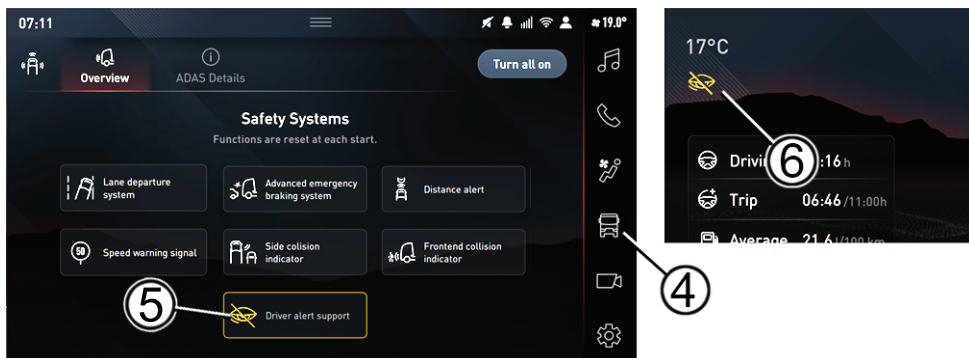 07:11
19.0°
Overview
ADAS Details
Turn all on
Safety Systems
Functions are reset at each start.
Lane departure
system
Advanced emergency
braking system
Distance alert
50
Speed warning signal
Side colision
indicator
Frontend collision
indicator
Driver alert support
5
4
17°C
6
:16 h
Trip 06:46 /11:00h
Average 21.6 l/100 km